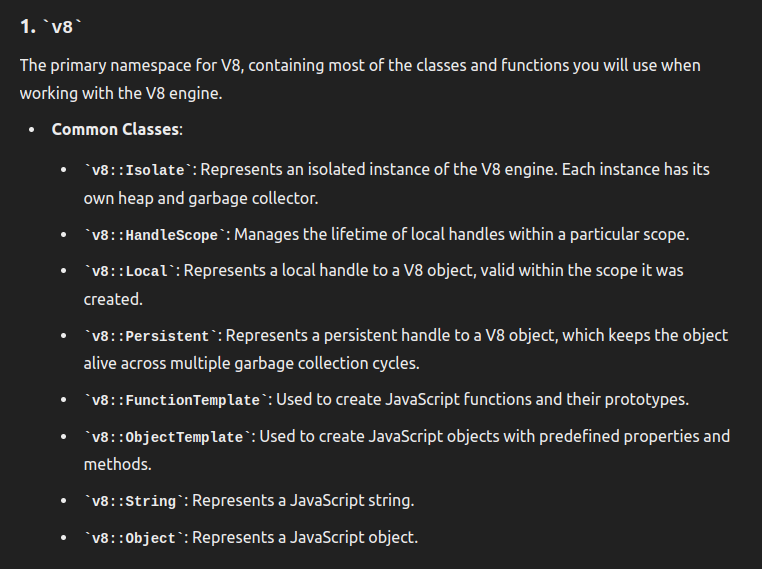 1. `v8`
The primary namespace for V8, containing most of the classes and functions you will use when
working with the V8 engine.
• Common Classes:
• `v8::Isolate`: Represents an isolated instance of the V8 engine. Each instance has its
own heap and garbage collector.
• `v8::HandleScope`: Manages the lifetime of local handles within a particular scope.
• `v8::Local`: Represents a local handle to a V8 object, valid within the scope it was
created.
• `v8::Persistent`: Represents a persistent handle to a V8 object, which keeps the object
alive across multiple garbage collection cycles.
• `v8::FunctionTemplate`: Used to create JavaScript functions and their prototypes.
• `v8::ObjectTemplate`: Used to create JavaScript objects with predefined properties and
methods.
• `v8::String`: Represents a JavaScript string.
• `v8::Object`: Represents a JavaScript object.